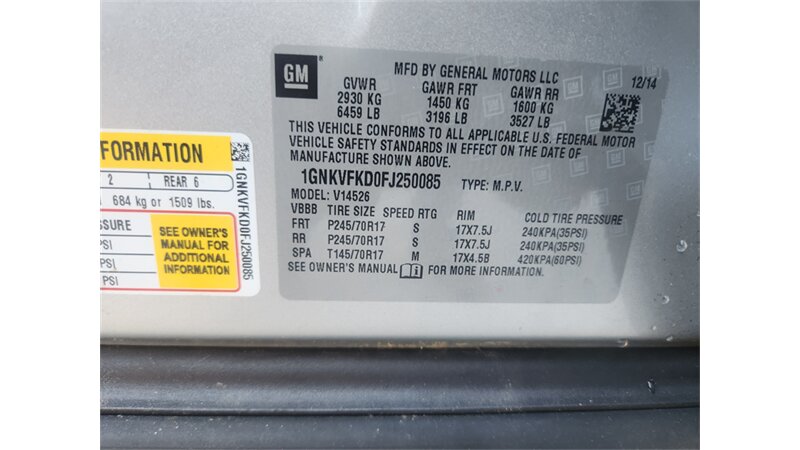 GM
®
MFD BY GENERAL MOTORS LLC
12/14
GVWR GAWR FRT GAWR RR
2930 KG 1450 KG 1600 KG
6459 LB 3196 LB 3527 LB
THIS VEHICLE CONFORMS TO ALL APPLICABLE U.S. FEDERAL MOTOR
VEHICLE SAFETY STANDARDS IN EFFECT ON THE DATE OF
MANUFACTURE SHOWN ABOVE.
1GNKVFKD0FJ250085 TYPE: M.P.V.
MODEL: V14526
VBBB TIRE SIZE SPEED RTG RIM COLD TIRE PRESSURE
FRT P245/70R17 S 17X7.5J 240KPA(35PSI)
RR P245/70R17 S 17X7.5J 240KPA(35PSI)
SPA T145/70R17 M 17X4.5B 420KPA(60PSI)
SEE OWNER'S MANUAL FOR MORE INFORMATION.
FORMATION
2 REAR 6
684 kg or 1509 lbs.
SSURE
PSI
PSI
PSI
SEE OWNER'S
MANUAL FOR
ADDITIONAL
INFORMATION
1GNKVFKD0FJ250085